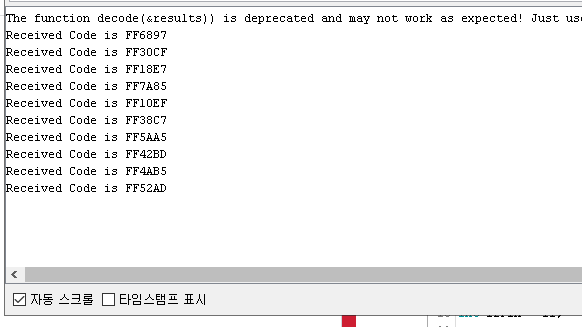 The function decode(&results)) is deprecated and may not work as expected! Just use
Received Code is FF6897
Received Code is FF30CF
Received Code is FF18E7
Received Code is FF7A85
Received Code is FF10EF
Received Code is FF38C7
Received Code is FF5AA5
Received Code is FF42BD
Received Code is FF4AB5
Received Code is FF52AD
자동 스크롤 타임스탬프 표시